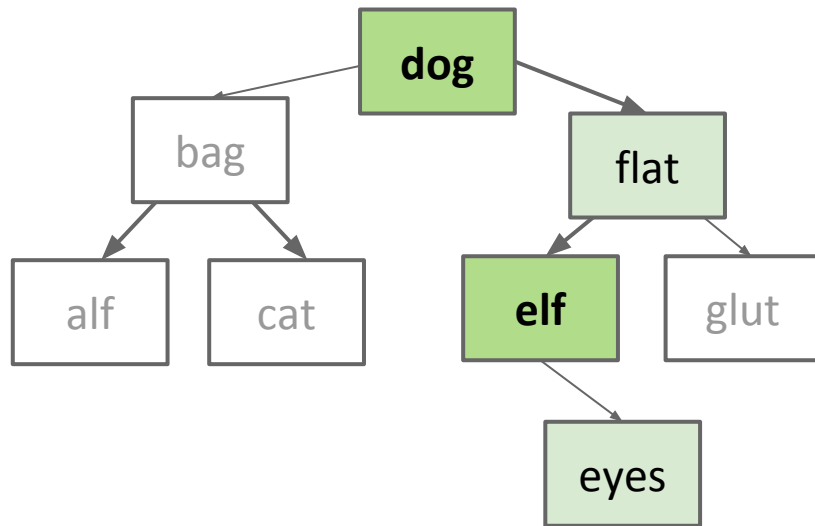 dog
bag
flat
alf
cat
elf
glut
eyes